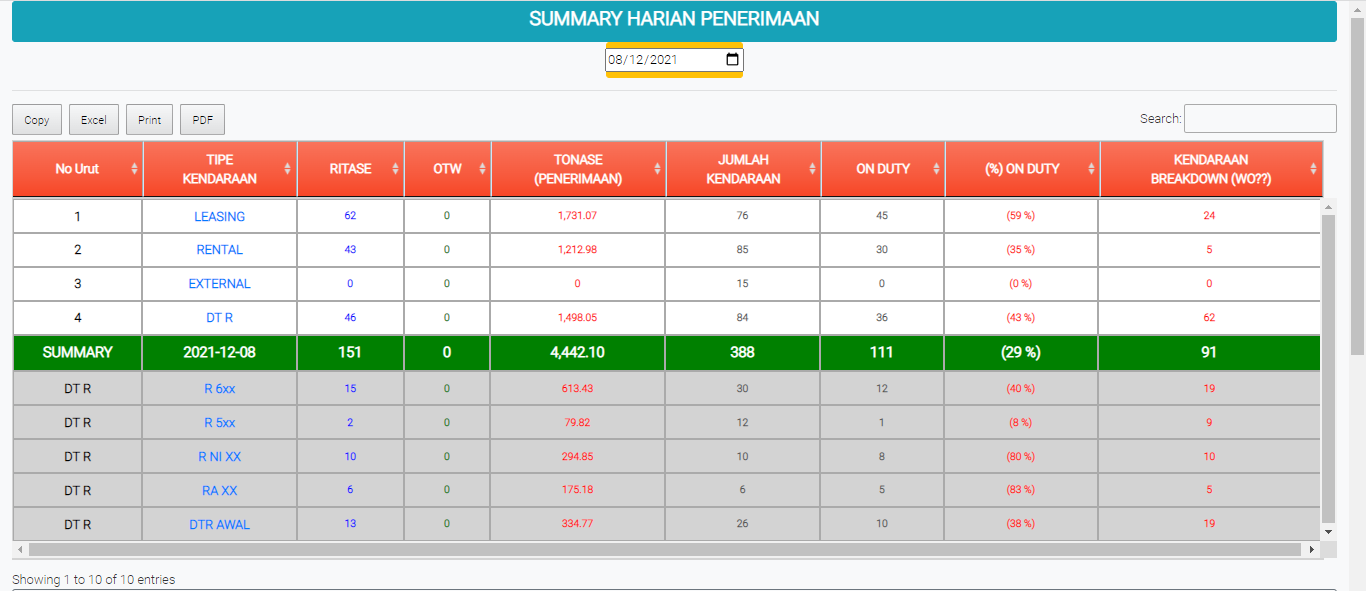 SUMMARY HARIAN PENERIMAAN
08/12/2021
Copy Excel Print PDF Search:
No Urut TIPE KENDARAAN RITASE OTW TONASE (PENERIMAAN) JUMLAH KENDARAAN ON DUTY (%) ON DUTY KENDARAAN BREAKDOWN (WO??)
1 LEASING 62 0 1,731.07 76 45 (59 %) 24
2 RENTAL 43 0 1,212.98 85 30 (35 %) 5
3 EXTERNAL 0 0 0 15 0 (0 %) 0
4 DT R 46 0 1,498.05 84 36 (43 %) 62
SUMMARY 2021-12-08 151 0 4,442.10 388 111 (29 %) 91
DT R R 6xx 15 0 613.43 30 12 (40 %) 19
DT R R 5xx 2 0 79.82 12 1 (8 %) 9
DT R R NI XX 10 0 294.85 10 8 (80 %) 10
DT R RA XX 6 0 175.18 6 5 (83 %) 5
DT R DTR AWAL 13 0 334.77 26 10 (38 %) 19
Showing 1 to 10 of 10 entries